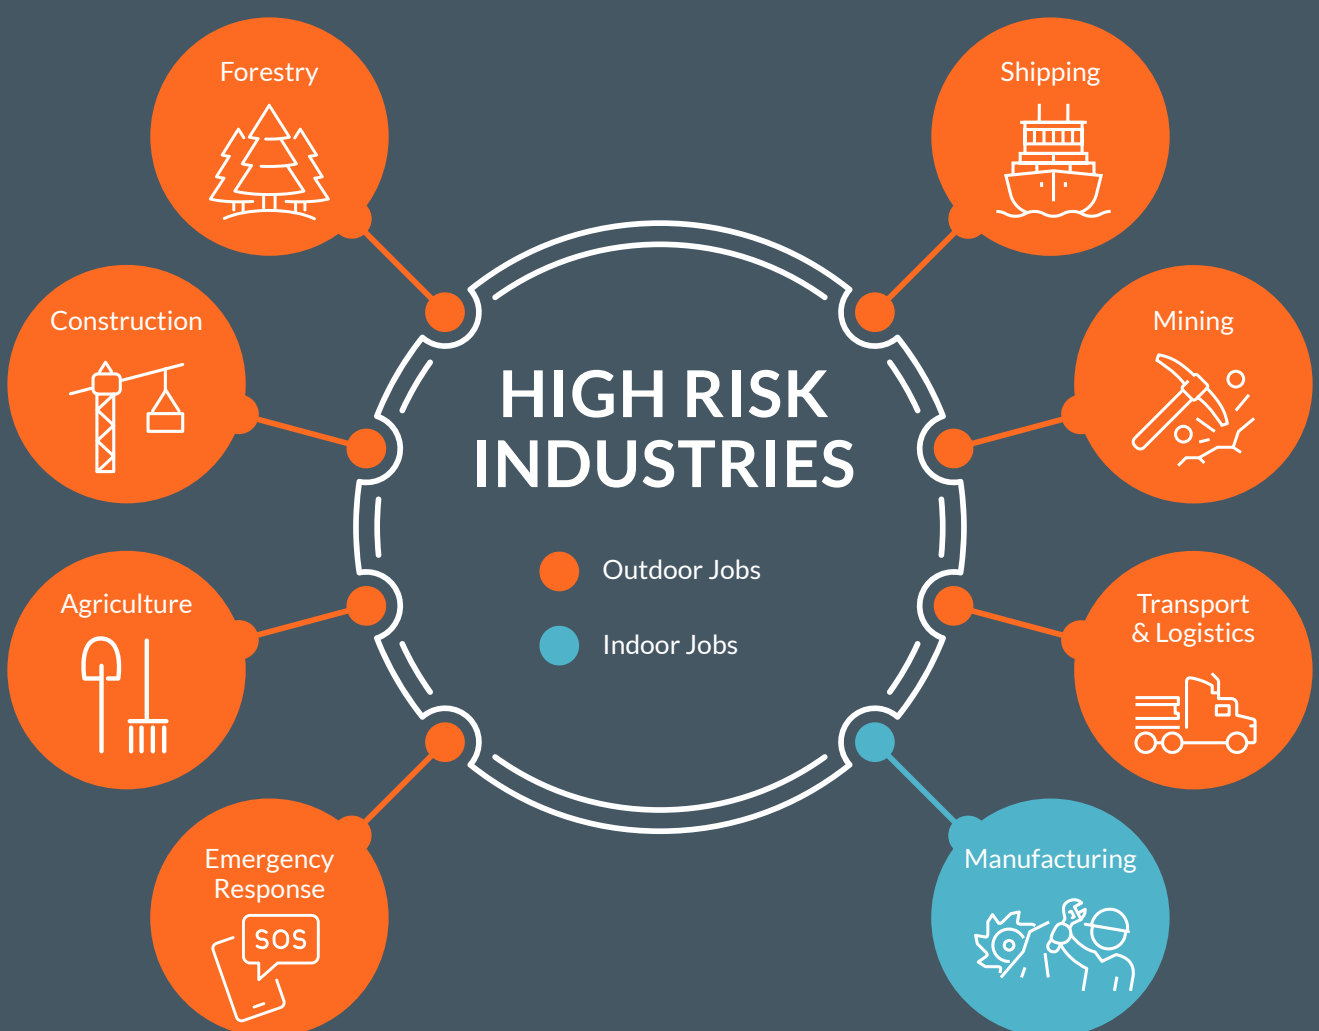 Forestry
Shipping
Construction
Mining
HIGH RISK
INDUSTRIES
Outdoor Jobs
Indoor Jobs
Agriculture
Transport
& Logistics
Emergency
Response
SOS
Manufacturing